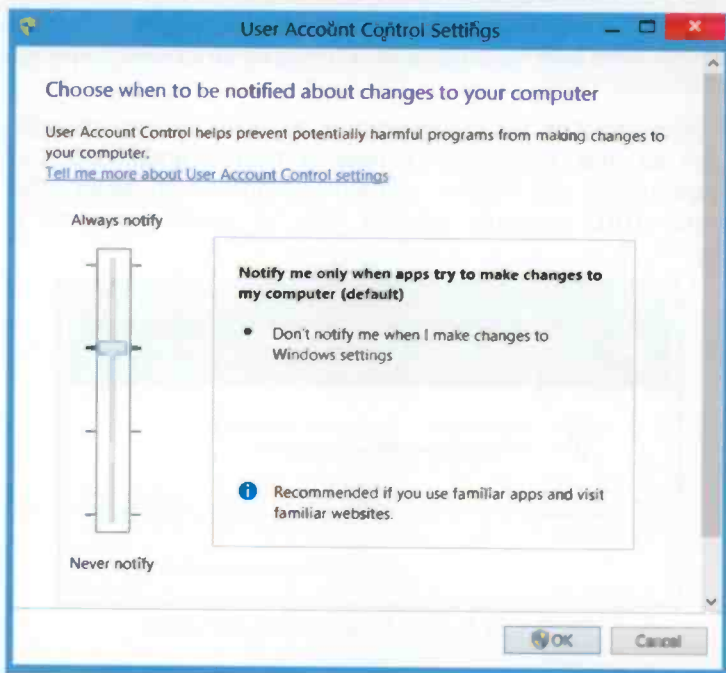 User Account Control Settings
Choose when to be notified about changes to your computer
User Account Control helps prevent potentially harmful programs from making changes to
your computer.
Tell me more about User Account Control settings
Always notify
Notify me only when apps try to make changes to
my computer (default)
• Don't notify me when I make changes to
Windows settings
Recommended if you use familiar apps and visit
familiar websites.
Never notify
OK
Cancel